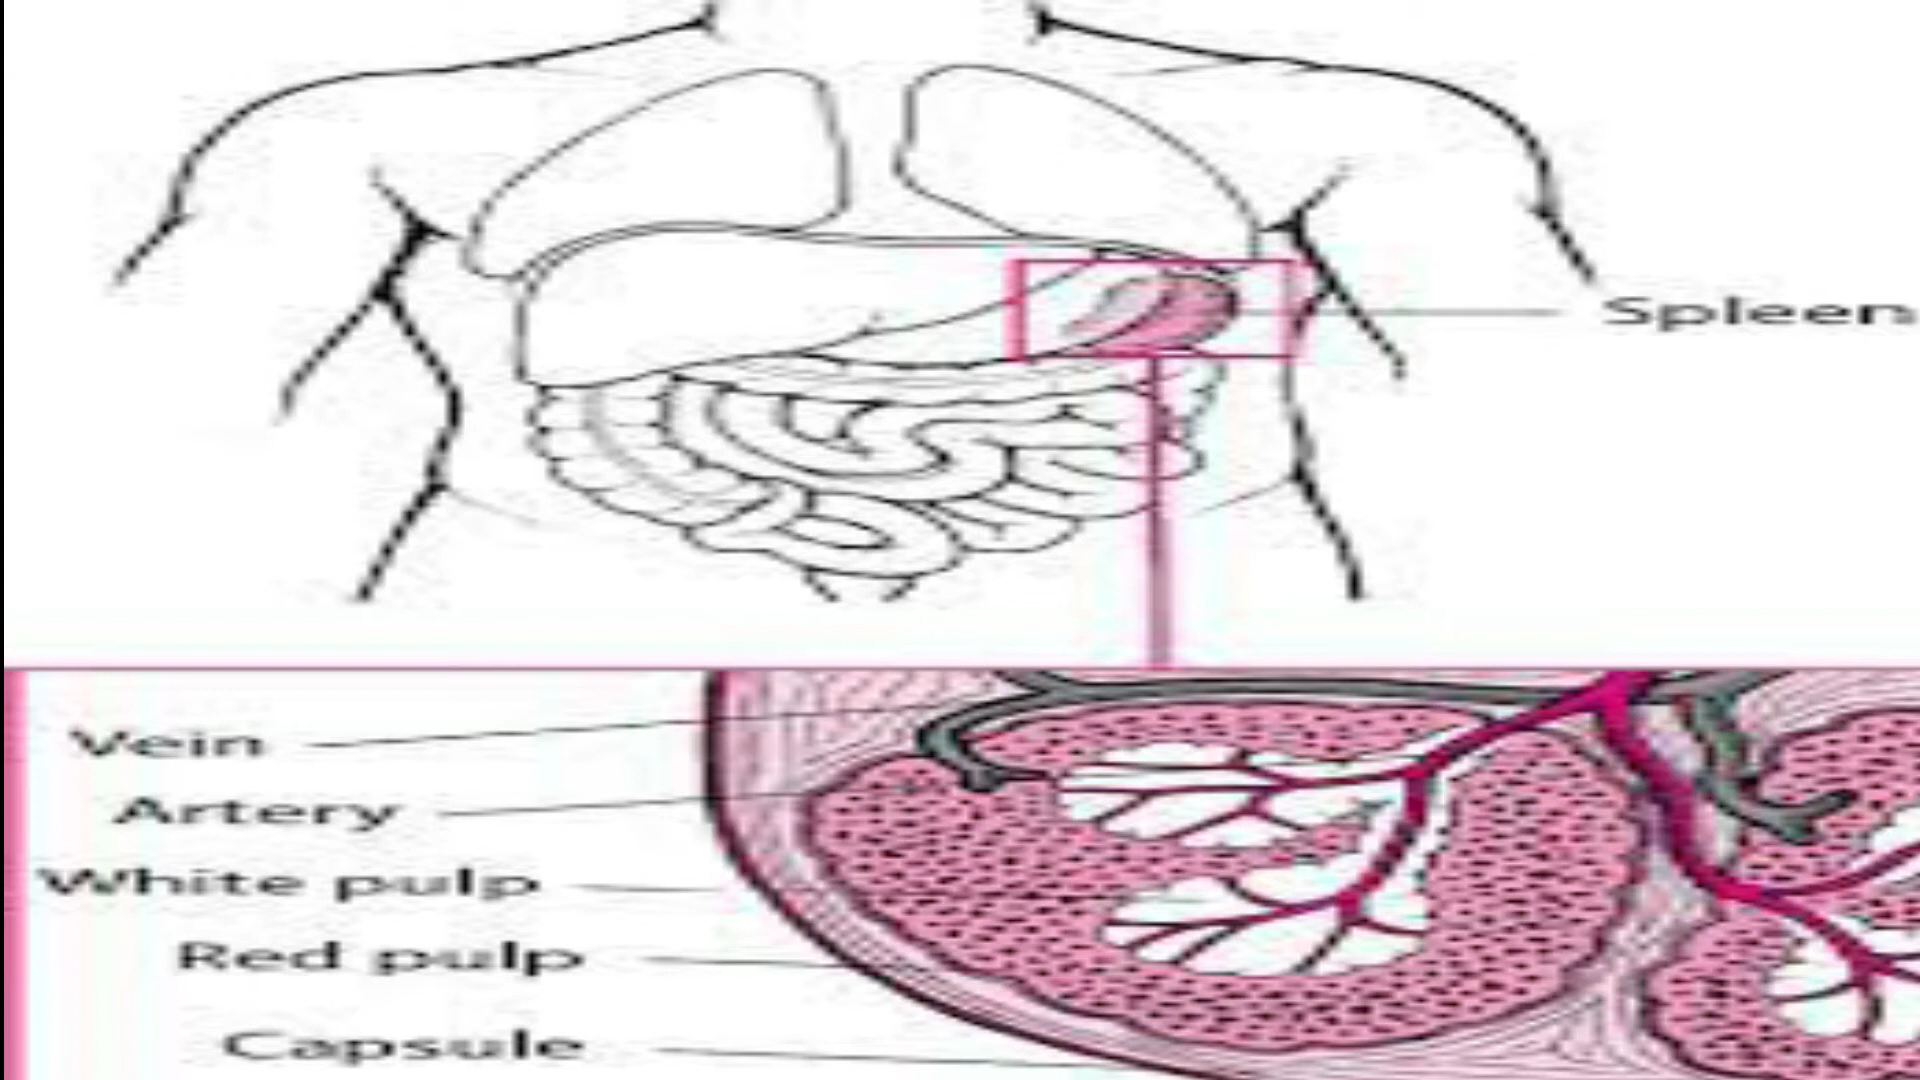 Spleen
Vein
Artery
White pulp
Red pulp
Capsule